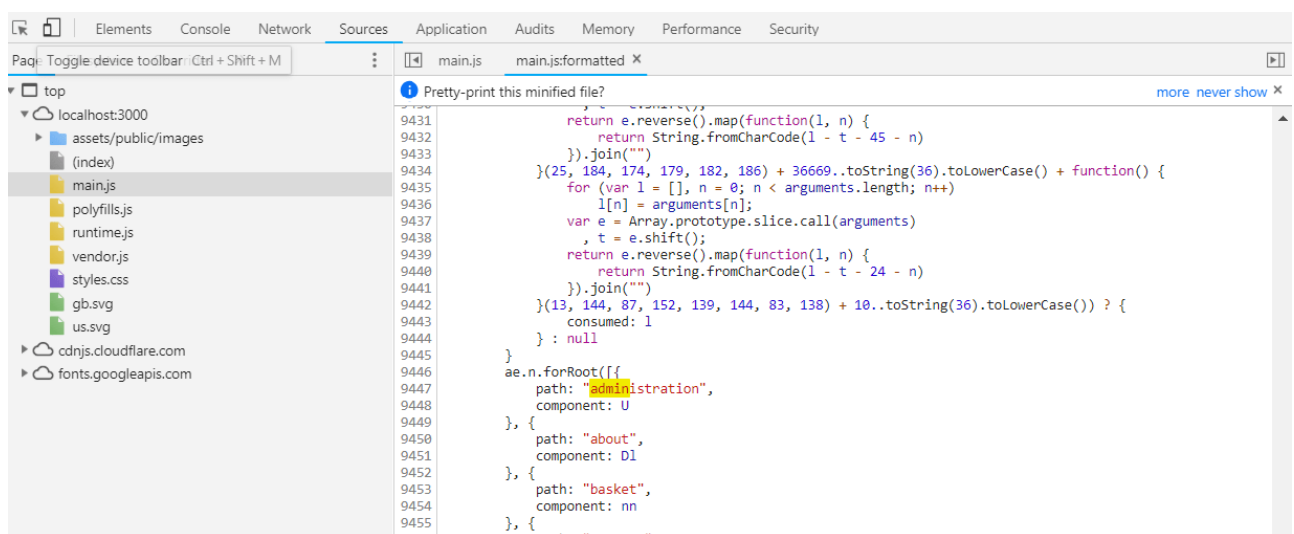 Elements Console Network Sources Application Audits Memory Performance Security
Page Toggle device toolbar Ctrl + Shift + M
main.js main.js:formatted ×
Pretty-print this minified file? more never show ×
top
localhost:3000
assets/public/images
(index)
main.js
polyfills.js
runtime.js
vendor.js
styles.css
gb.svg
us.svg
cdnjs.cloudflare.com
fonts.googleapis.com
9430 , t = e.shift();
9431 return e.reverse().map(function(l, n) {
9432 return String.fromCharCode(l - t - 45 - n)
9433 }).join("")
9434 }(25, 184, 174, 179, 182, 186) + 36669..toString(36).toLowerCase() + function() {
9435 for (var l = [], n = 0; n < arguments.length; n++)
9436 l[n] = arguments[n];
9437 var e = Array.prototype.slice.call(arguments)
9438 , t = e.shift();
9439 return e.reverse().map(function(l, n) {
9440 return String.fromCharCode(l - t - 24 - n)
9441 }).join("")
9442 }(13, 144, 87, 152, 139, 144, 83, 138) + 10..toString(36).toLowerCase()) ? {
9443 consumed: l
9444 } : null
9445 }
9446 ae.n.forRoot([{
9447 path: "administration",
9448 component: U
9449 }, {
9450 path: "about",
9451 component: Dl
9452 }, {
9453 path: "basket",
9454 component: nn
9455 }, {